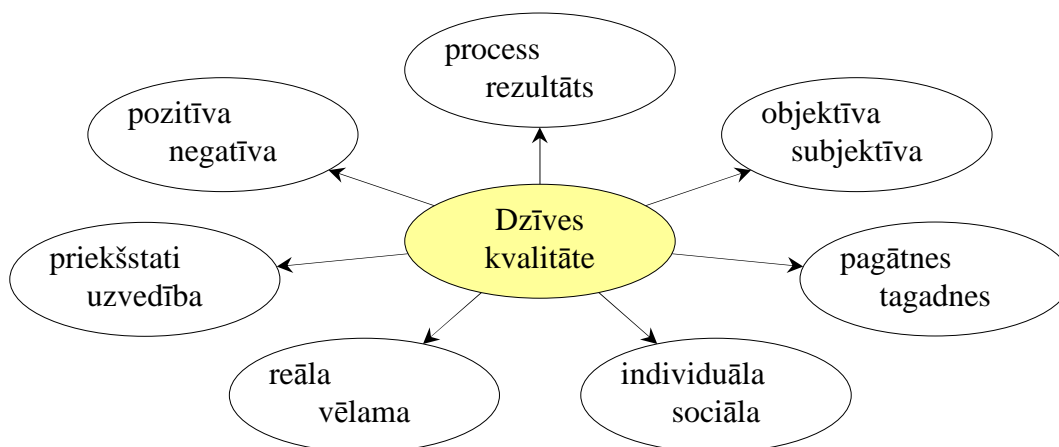 process
rezultāts
pozitīva
negatīva
objektīva
subjektīva
Dzīves
kvalitāte
priekšstati
uzvedība
pagātnes
tagadnes
reāla
vēlama
individuāla
sociāla